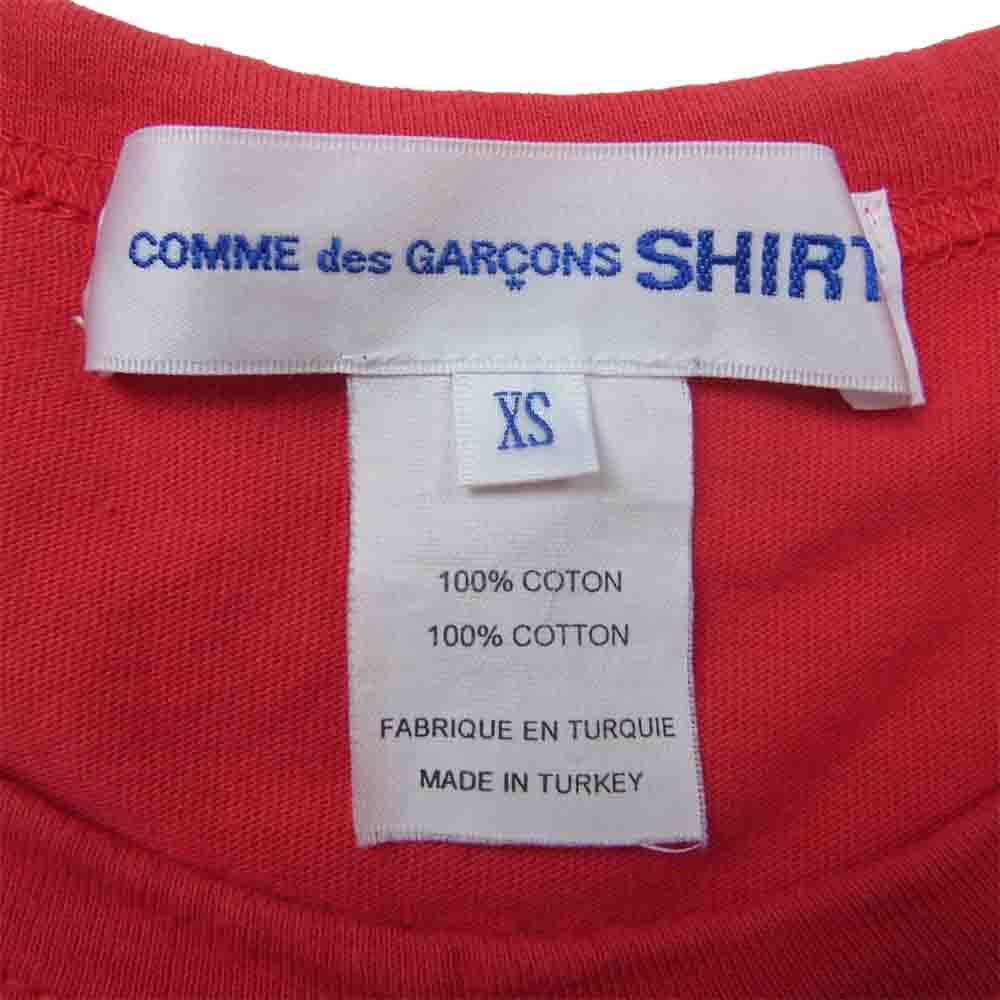 COMME des GARÇONS SHIRT
XS
100% COTON
100% COTTON
FABRIQUE EN TURQUIE
MADE IN TURKEY